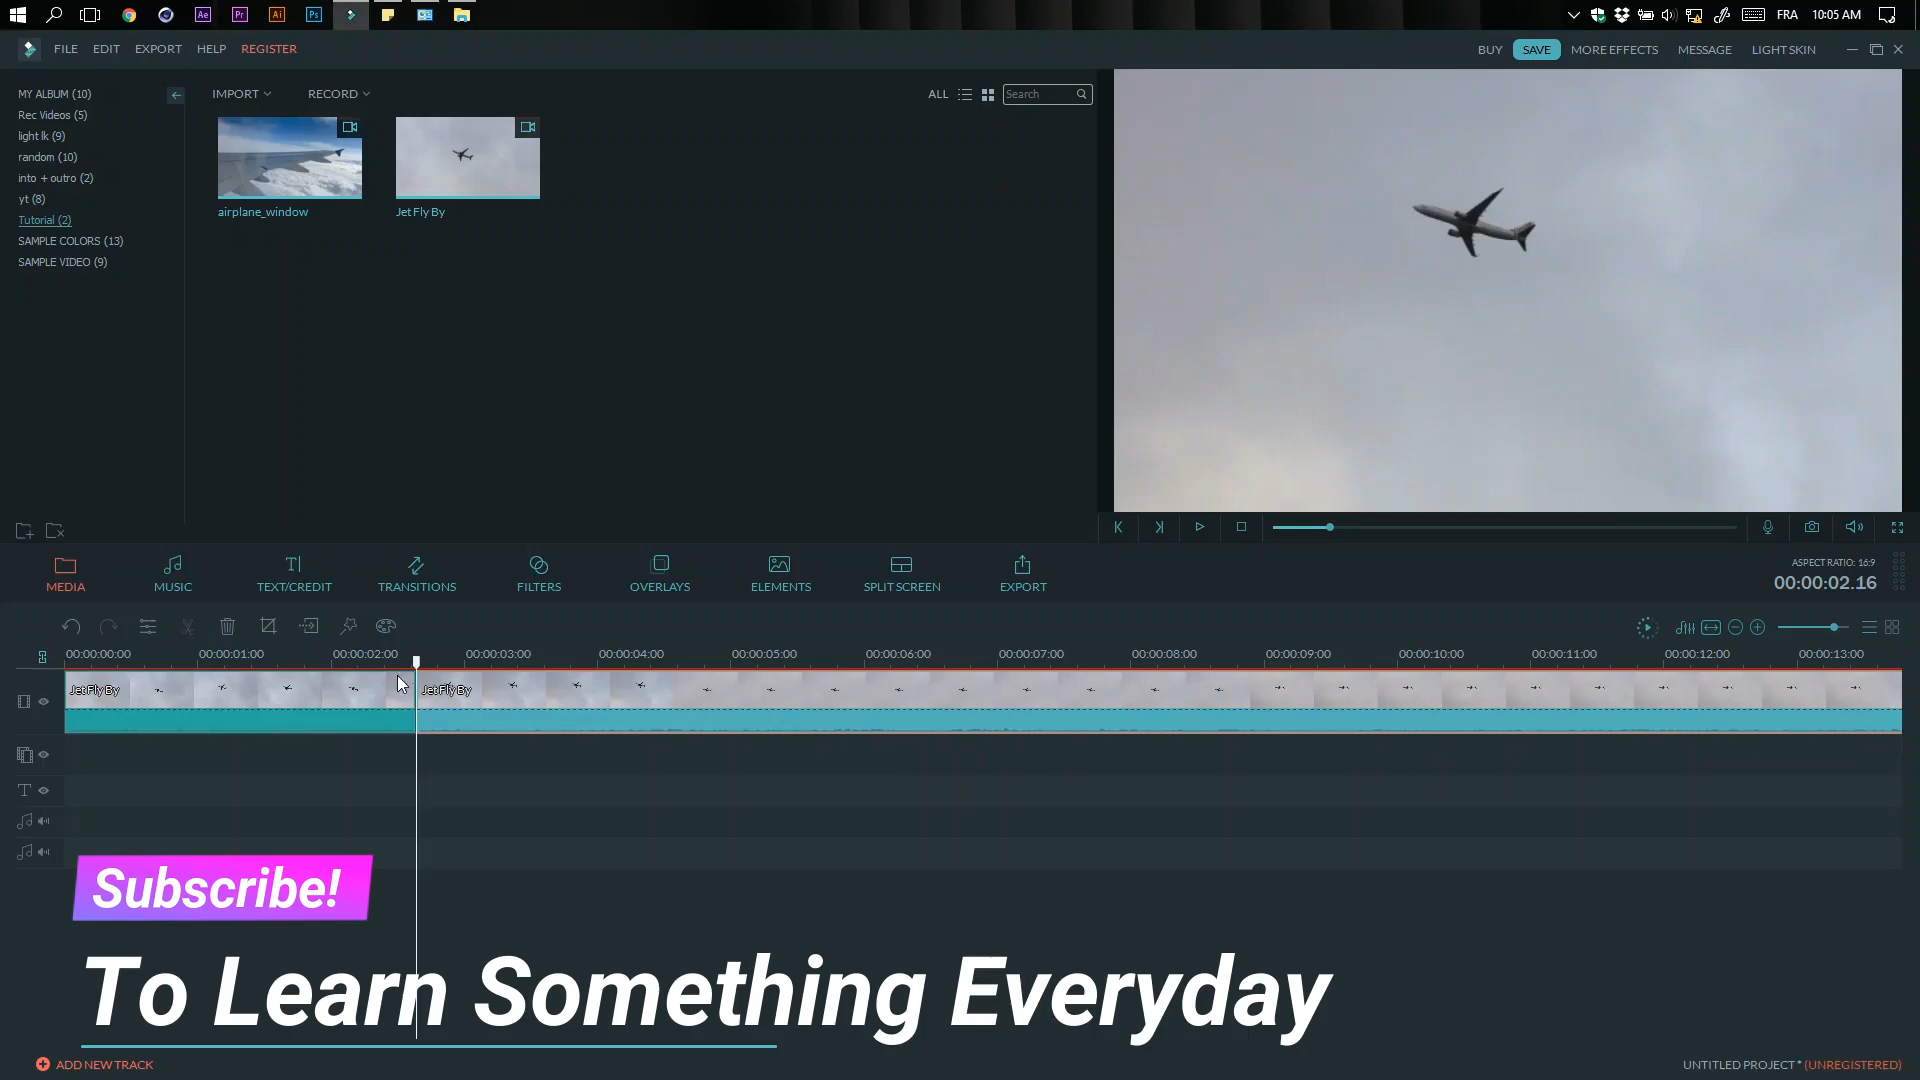 Ae Pr Ai Ps FRA 10:05 AM
FILE EDIT EXPORT HELP REGISTER BUY SAVE MORE EFFECTS MESSAGE LIGHT SKIN
MY ALBUM (10)
Rec Videos (5)
light lk (9)
random (10)
into + outro (2)
yt (8)
Tutorial (2)
SAMPLE COLORS (13)
SAMPLE VIDEO (9)
IMPORT RECORD ALL Search
airplane_window Jet Fly By
MEDIA MUSIC TEXT/CREDIT TRANSITIONS FILTERS OVERLAYS ELEMENTS SPLIT SCREEN EXPORT
ASPECT RATIO: 16:9
00:00:02.16
00:00:00:00 00:00:01:00 00:00:02:00 00:00:03:00 00:00:04:00 00:00:05:00 00:00:06:00 00:00:07:00 00:00:08:00 00:00:09:00 00:00:10:00 00:00:11:00 00:00:12:00 00:00:13:00
Jet Fly By Jet Fly By
Subscribe!
To Learn Something Everyday
ADD NEW TRACK UNTITLED PROJECT * (UNREGISTERED)